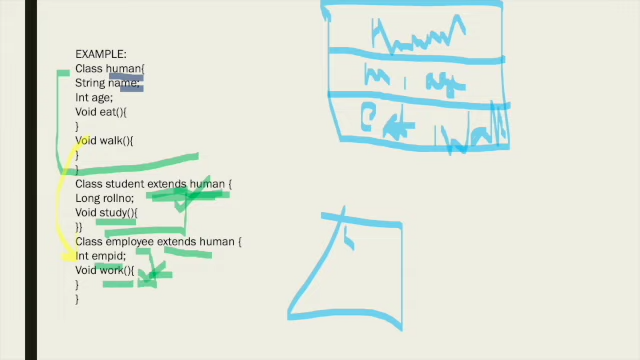 EXAMPLE:
Class human{
String name;
Int age;
Void eat(){
}
Void walk(){
}
}
Class student extends human {
Long rollno;
Void study(){
}}
Class employee extends human {
Int empid;
Void work(){
}
}
Human